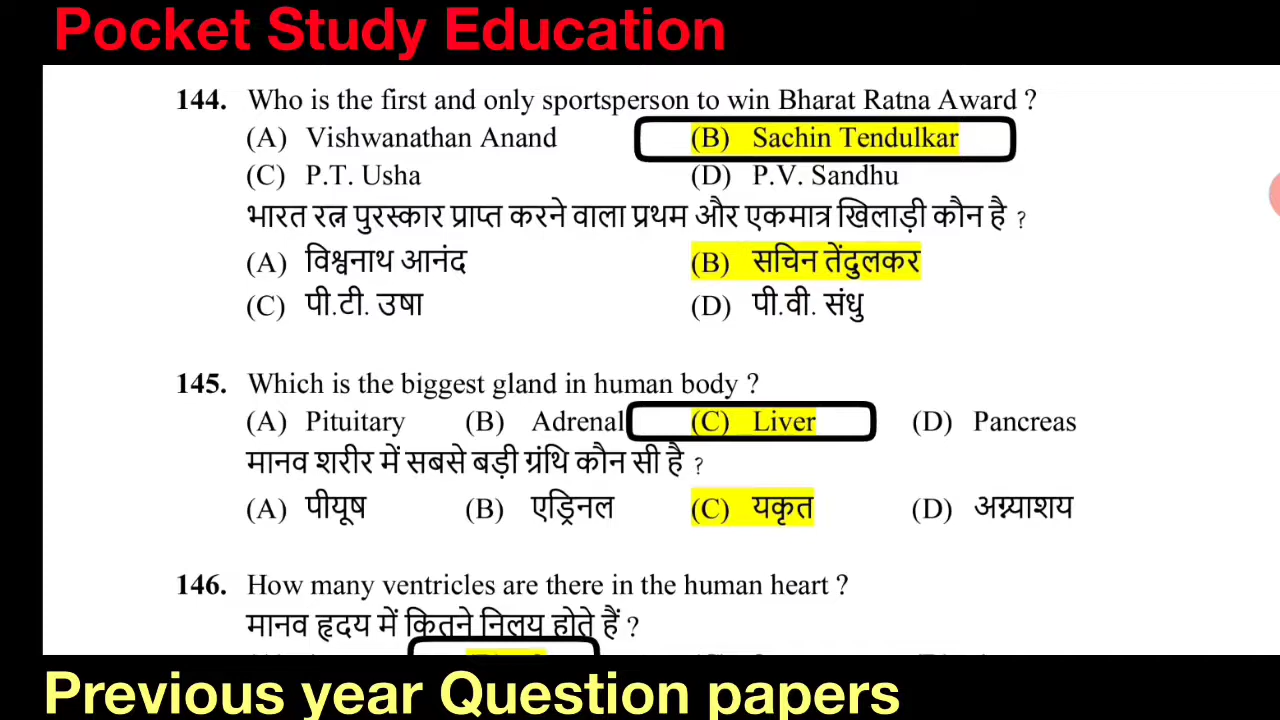 Pocket Study Education
144. Who is the first and only sportsperson to win Bharat Ratna Award ?
(A) Vishwanathan Anand (B) Sachin Tendulkar
(C) P.T. Usha (D) P.V. Sandhu
भारत रत्न पुरस्कार प्राप्त करने वाला प्रथम और एकमात्र खिलाड़ी कौन है ?
(A) विश्वनाथ आनंद (B) सचिन तेंदुलकर
(C) पी.टी. उषा (D) पी.वी. संधु
145. Which is the biggest gland in human body ?
(A) Pituitary (B) Adrenal (C) Liver (D) Pancreas
मानव शरीर में सबसे बड़ी ग्रंथि कौन सी है ?
(A) पीयूष (B) एड्रिनल (C) यकृत (D) अग्न्याशय
146. How many ventricles are there in the human heart ?
मानव हृदय में कितने निलय होते हैं ?
Previous year Question papers